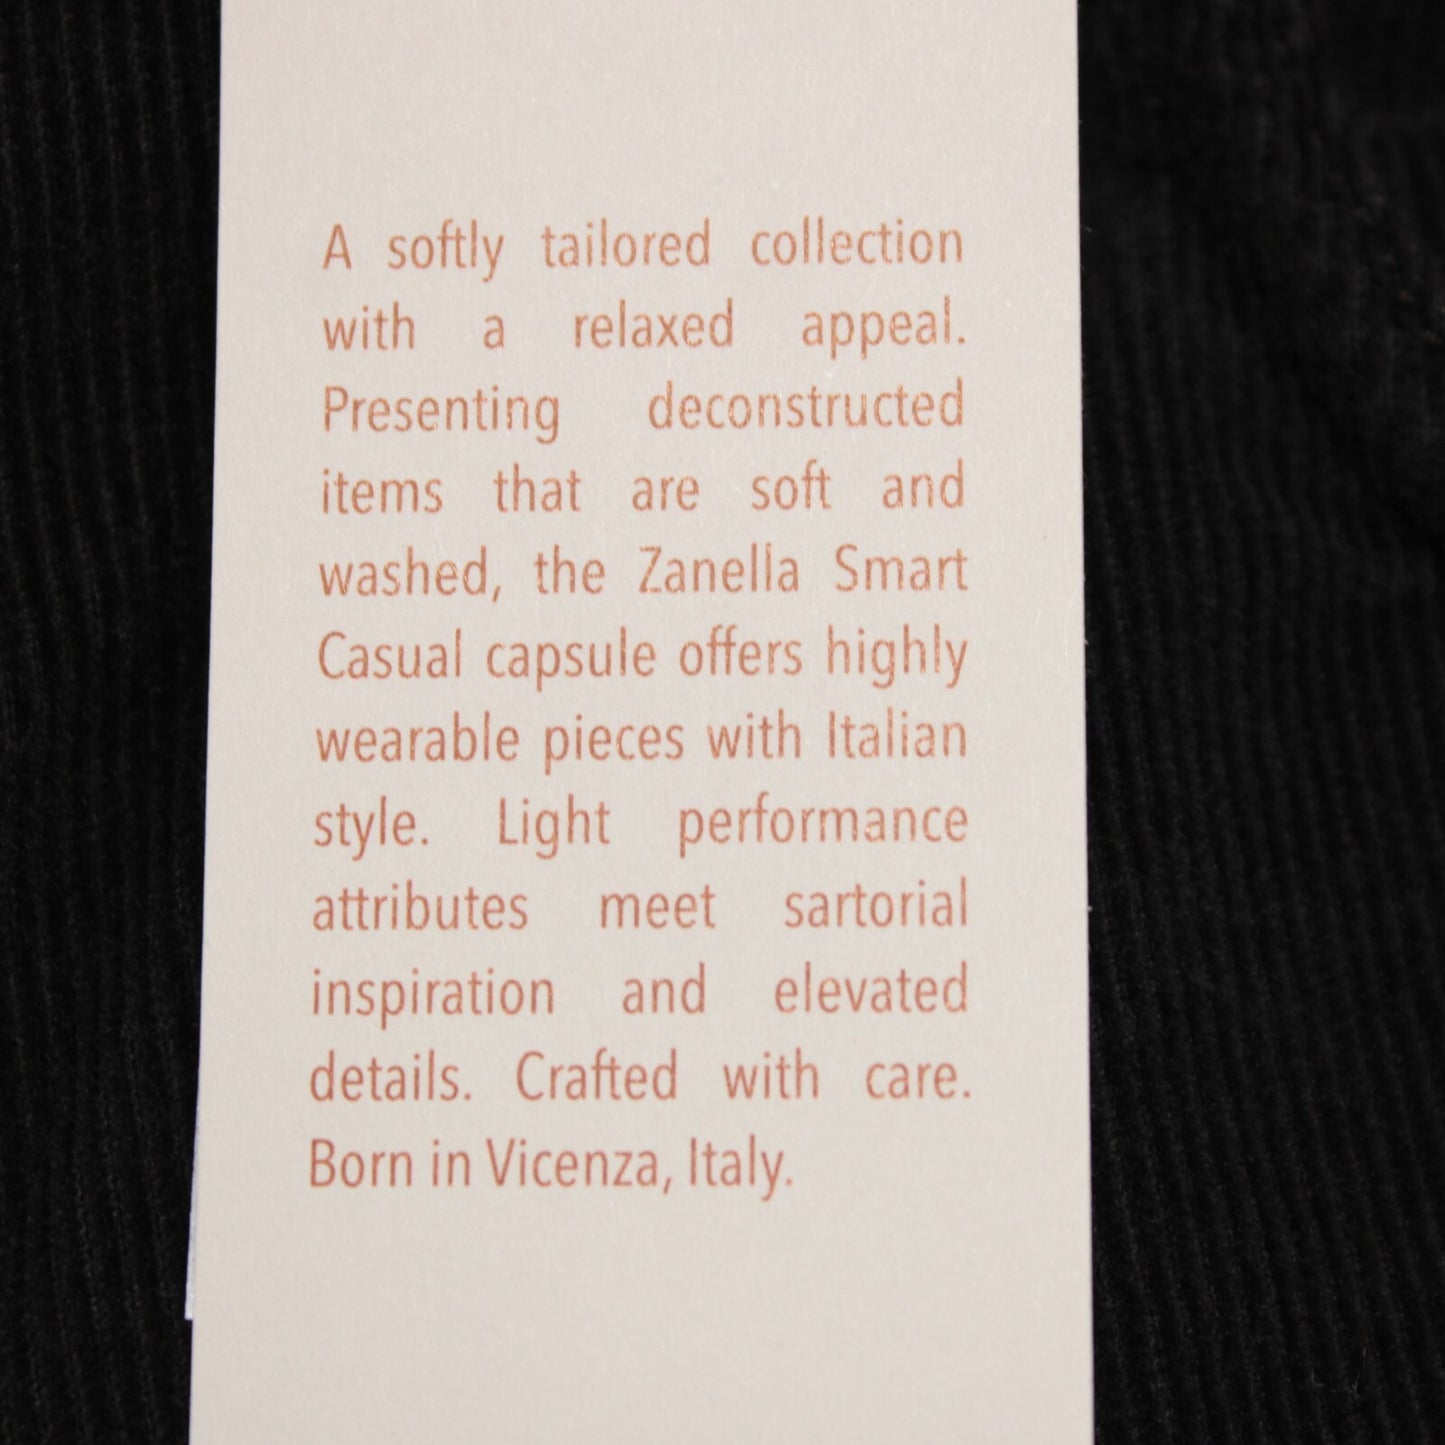 A softly tailored collection
with a relaxed appeal.
Presenting deconstructed
items that are soft and
washed, the Zanella Smart
Casual capsule offers highly
wearable pieces with Italian
style. Light performance
attributes meet sartorial
inspiration and elevated
details. Crafted with care.
Born in Vicenza, Italy.